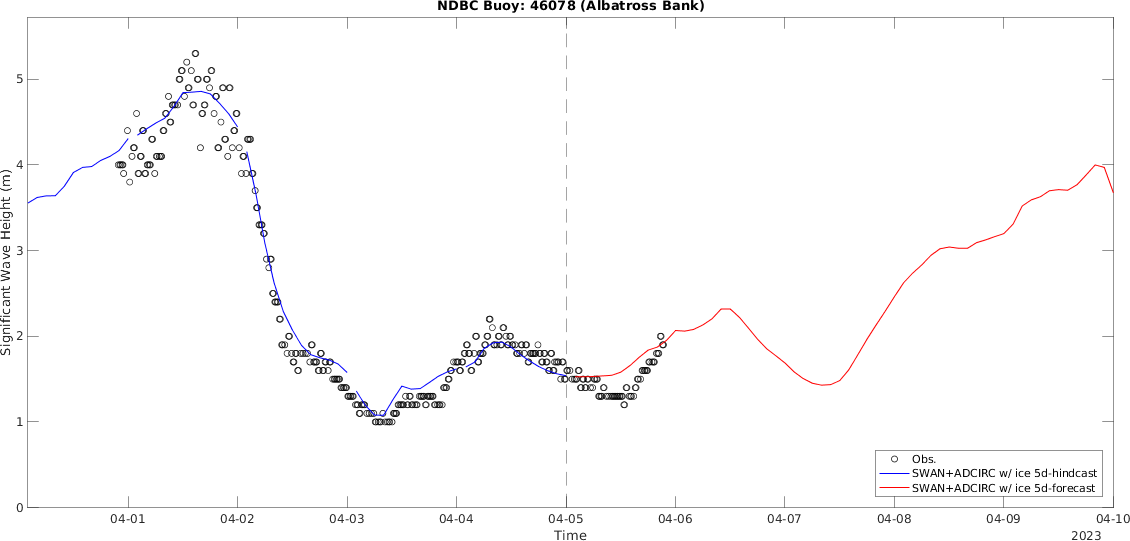 NDBC Buoy: 46078 (Albatross Bank)
Significant Wave Height (m)
5
4
3
2
1
0
Obs.
SWAN+ADCIRC w/ ice 5d-hindcast
SWAN+ADCIRC w/ ice 5d-forecast
04-01 04-02 04-03 04-04 04-05 04-06 04-07 04-08 04-09 04-10
Time
2023